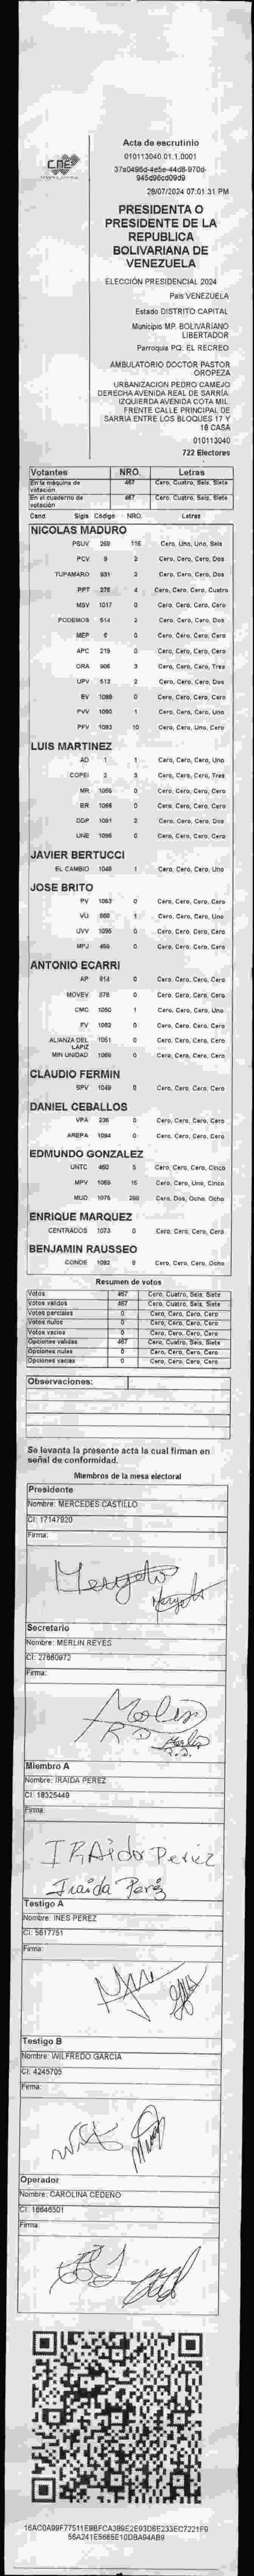 CNE
Acta de escrutinio
010113040.01.1.0001
37a0495d-4e5e-44d8-970d-
945d96cd09d9
28/07/2024 07:01:31 PM
PRESIDENTA O
PRESIDENTE DE LA
REPUBLICA
BOLIVARIANA DE
VENEZUELA
ELECCIÓN PRESIDENCIAL 2024
País VENEZUELA
Estado DISTRITO CAPITAL
Municipio MP. BOLIVARIANO
LIBERTADOR
Parroquia PQ. EL RECREO
AMBULATORIO DOCTOR PASTOR
OROPEZA
URBANIZACION PEDRO CAMEJO
DERECHA AVENIDA REAL DE SARRIA.
IZQUIERDA AVENIDA COTA MIL.
FRENTE CALLE PRINCIPAL DE
SARRIA ENTRE LOS BLOQUES 17 Y
18 CASA
010113040
722 Electores
Votantes NRO. Letras
En la máquina de votación 467 Cero, Cuatro, Seis, Siete
En el cuaderno de votación 467 Cero, Cuatro, Seis, Siete
Cand. Sigla Código NRO. Letras
NICOLAS MADURO
PSUV 269 116 Cero, Uno, Uno, Seis
PCV 9 2 Cero, Cero, Cero, Dos
TUPAMARO 931 2 Cero, Cero, Cero, Dos
PPT 276 4 Cero, Cero, Cero, Cuatro
MSV 1017 0 Cero, Cero, Cero, Cero
PODEMOS 514 2 Cero, Cero, Cero, Dos
MEP 6 0 Cero, Cero, Cero, Cero
APC 219 0 Cero, Cero, Cero, Cero
ORA 906 3 Cero, Cero, Cero, Tres
UPV 613 2 Cero, Cero, Cero, Dos
EV 1089 0 Cero, Cero, Cero, Cero
PVV 1090 1 Cero, Cero, Cero, Uno
PFV 1093 10 Cero, Cero, Uno, Cero
LUIS MARTINEZ
AD 1 1 Cero, Cero, Cero, Uno
COPEI 2 3 Cero, Cero, Cero, Tres
MR 1056 0 Cero, Cero, Cero, Cero
BR 1066 0 Cero, Cero, Cero, Cero
DDP 1091 2 Cero, Cero, Cero, Dos
UNE 1096 0 Cero, Cero, Cero, Cero
JAVIER BERTUCCI
EL CAMBIO 1048 1 Cero, Cero, Cero, Uno
JOSE BRITO
PV 1053 0 Cero, Cero, Cero, Cero
VU 868 1 Cero, Cero, Cero, Uno
UVV 1095 0 Cero, Cero, Cero, Cero
MPJ 456 0 Cero, Cero, Cero, Cero
ANTONIO ECARRI
AP 914 0 Cero, Cero, Cero, Cero
MOVEV 876 0 Cero, Cero, Cero, Cero
CMC 1050 1 Cero, Cero, Cero, Uno
FV 1082 0 Cero, Cero, Cero, Cero
ALIANZA DEL LÁPIZ 1051 0 Cero, Cero, Cero, Cero
MIN UNIDAD 1069 0 Cero, Cero, Cero, Cero
CLAUDIO FERMIN
SPV 1049 0 Cero, Cero, Cero, Cero
DANIEL CEBALLOS
VPA 236 0 Cero, Cero, Cero, Cero
AREPA 1094 0 Cero, Cero, Cero, Cero
EDMUNDO GONZALEZ
UNTC 460 5 Cero, Cero, Cero, Cinco
MPV 1059 15 Cero, Cero, Uno, Cinco
MUD 1075 288 Cero, Dos, Ocho, Ocho
ENRIQUE MARQUEZ
CENTRADOS 1073 0 Cero, Cero, Cero, Cero
BENJAMIN RAUSSEO
CONDE 1092 8 Cero, Cero, Cero, Ocho
Resumen de votos
Votos 467 Cero, Cuatro, Seis, Siete
Votos válidos 467 Cero, Cuatro, Seis, Siete
Votos parciales 0 Cero, Cero, Cero, Cero
Votos nulos 0 Cero, Cero, Cero, Cero
Votos vacíos 0 Cero, Cero, Cero, Cero
Opciones válidas 467 Cero, Cuatro, Seis, Siete
Opciones nulas 0 Cero, Cero, Cero, Cero
Opciones vacías 0 Cero, Cero, Cero, Cero
Observaciones:
Se levanta la presente acta la cual firman en
señal de conformidad.
Miembros de la mesa electoral
Presidente
Nombre: MERCEDES CASTILLO
CI: 17147920
Firma:
Secretario
Nombre: MERLIN REYES
CI: 27660972
Firma:
Miembro A
Nombre: IRAIDA PEREZ
CI: 18325449
Firma:
IRAida Perez
Iraida Perez
Testigo A
Nombre: INES PEREZ
CI: 5617751
Firma:
Testigo B
Nombre: WILFREDO GARCIA
CI: 4245705
Firma:
Operador
Nombre: CAROLINA CEDEÑO
CI: 18646501
Firma: